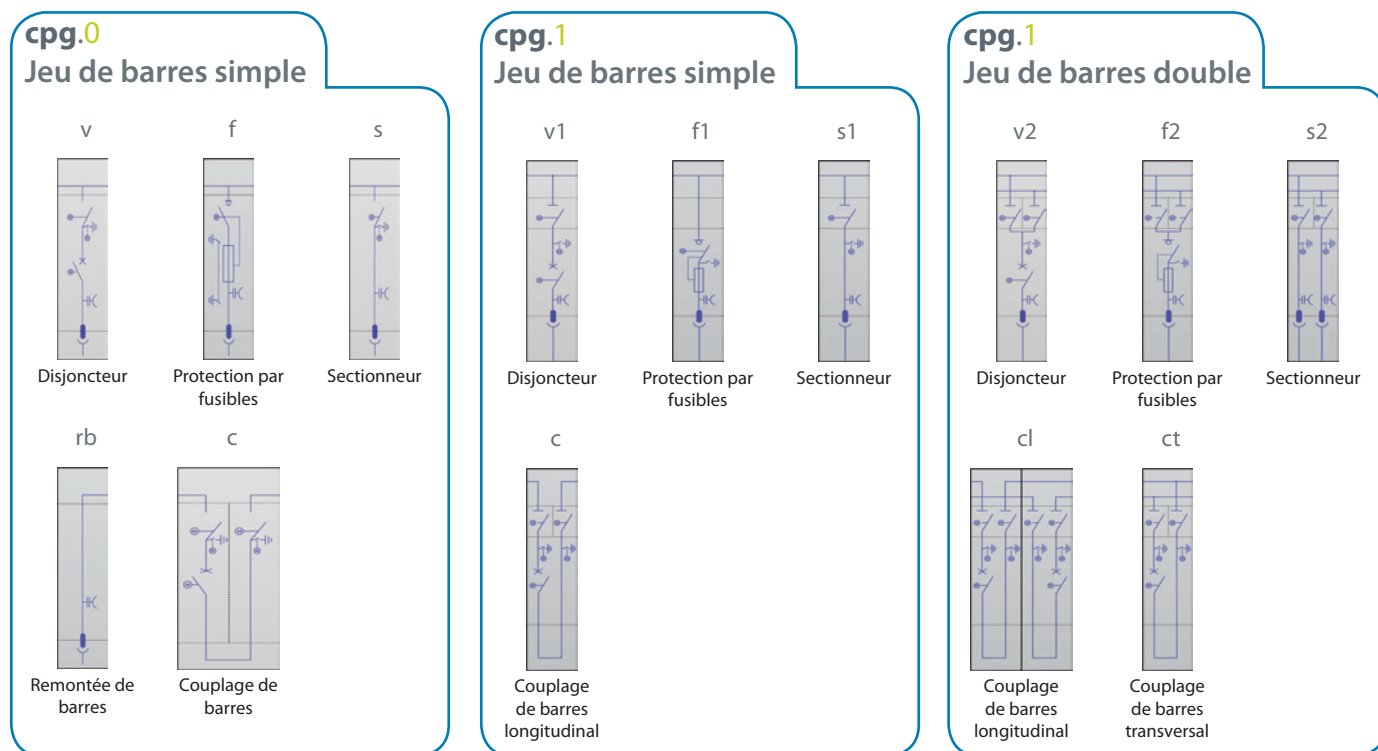 cpg.0
Jeu de barres simple
v
f
s
Disjoncteur
Protection par
fusibles
Sectionneur
rb
c
Remontée de
barres
Couplage de
barres
cpg.1
Jeu de barres simple
v1
f1
s1
Disjoncteur
Protection par
fusibles
Sectionneur
c
Couplage
de barres
longitudinal
cpg.1
Jeu de barres double
v2
f2
s2
Disjoncteur
Protection par
fusibles
Sectionneur
cl
ct
Couplage
de barres
longitudinal
Couplage
de barres
transversal